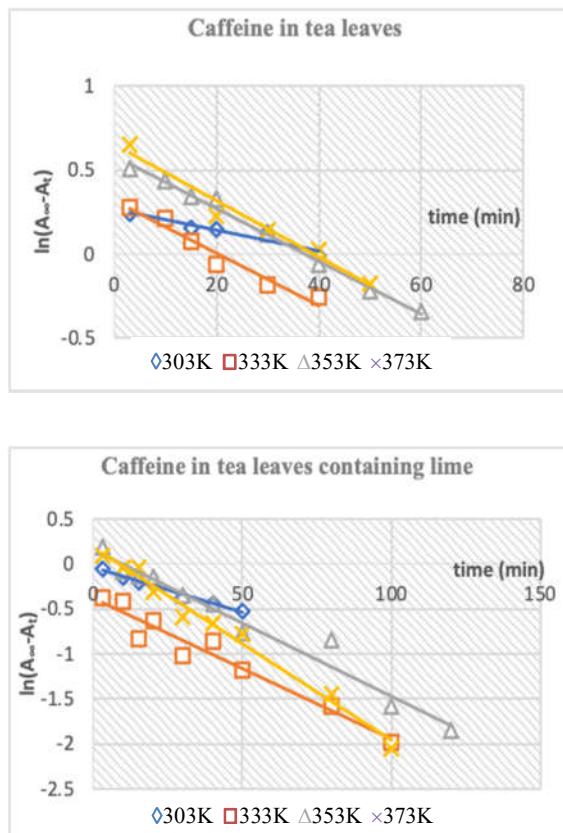 Caffeine in tea leaves
1
0.5
0
-0.5
ln(A∞-At)
time (min)
0 20 40 60 80
◇303K □333K △353K ×373K
Caffeine in tea leaves containing lime
0.5
0
-0.5
-1
-1.5
-2
-2.5
ln(A∞-At)
time (min)
0 50 100 150
◇303K □333K △353K ×373K